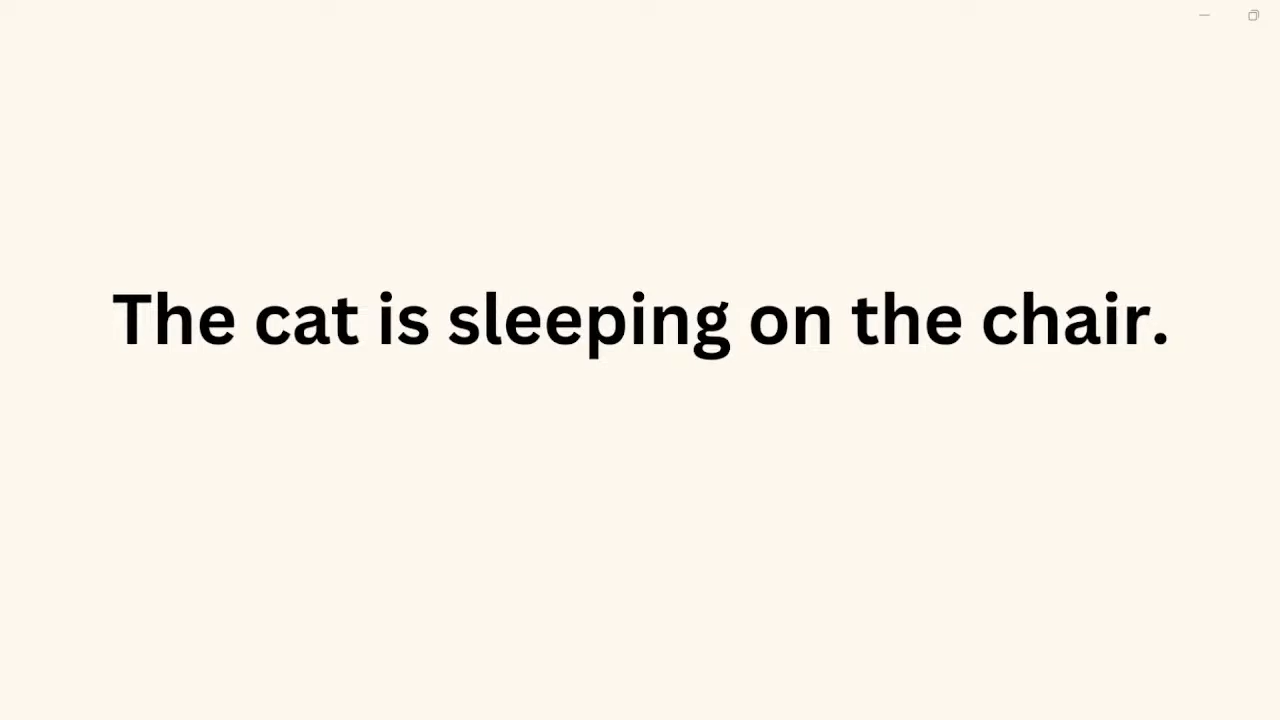 The cat is sleeping on the chair.